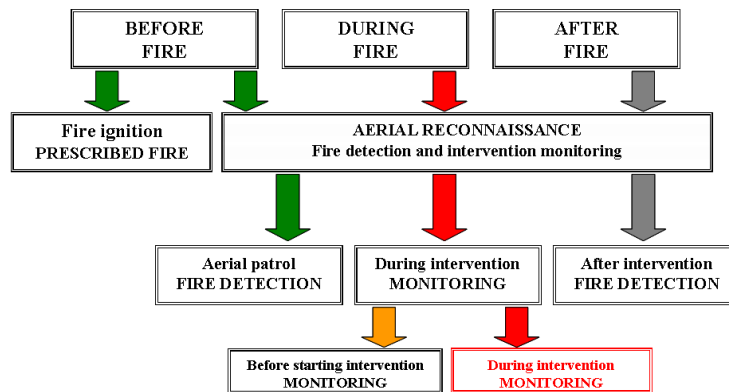 BEFORE
FIRE
DURING
FIRE
AFTER
FIRE
Fire ignition
PRESCRIBED FIRE
AERIAL RECONNAISSANCE
Fire detection and intervention monitoring
Aerial patrol
FIRE DETECTION
During intervention
MONITORING
After intervention
FIRE DETECTION
Before starting intervention
MONITORING
During intervention
MONITORING